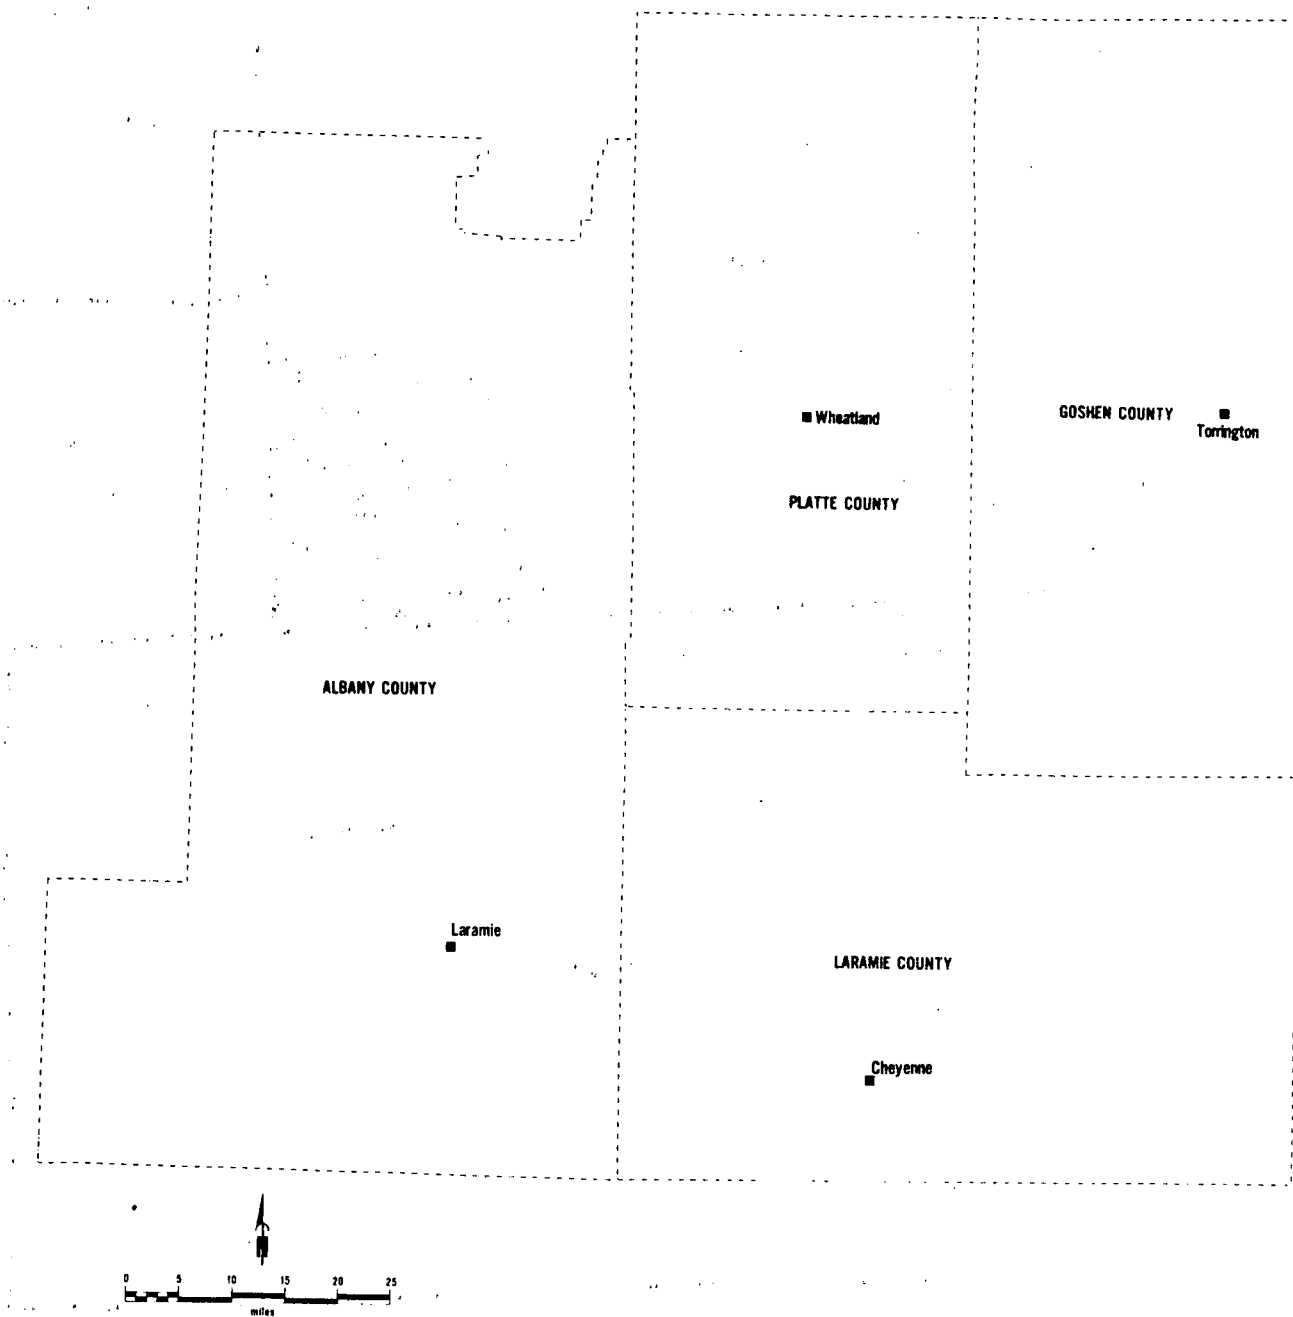 Wheatland
GOSHEN COUNTY
Torrington
PLATTE COUNTY
ALBANY COUNTY
Laramie
LARAMIE COUNTY
Cheyenne
0 5 10 15 20 25
miles